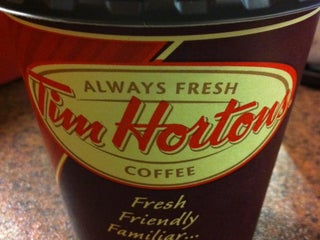 ALWAYS FRESH
Tim Hortons
COFFEE
Fresh
Friendly
Familiar...